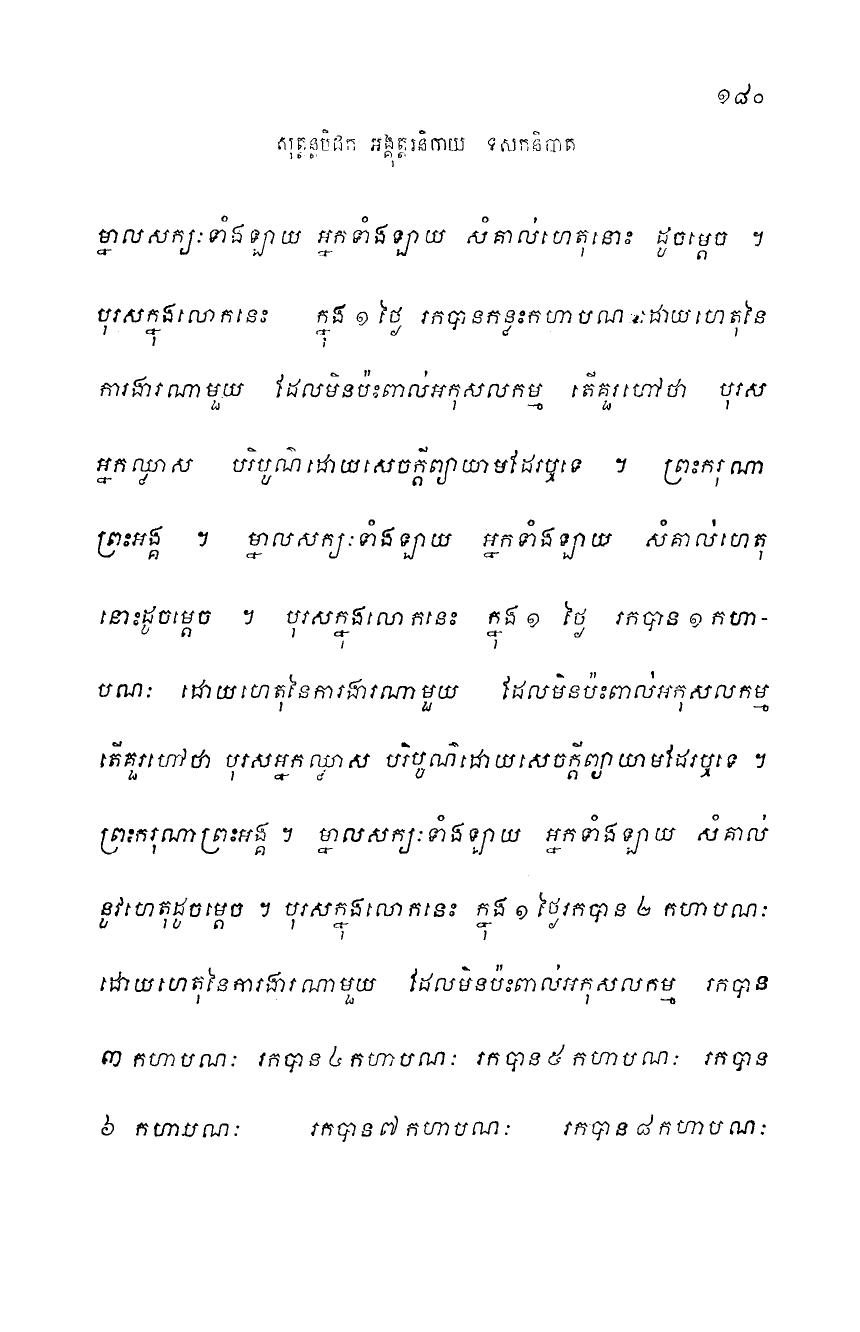 ១៨០
សុត្តន្តបិដក អង្គុត្តរនិកាយ ទសកនិបាត
ម្នាលសក្យៈទាំងឡាយ អ្នកទាំងឡាយ សំគាល់ហេតុនោះ ដូចម្តេច ។
បុរសក្នុងលោកនេះ ក្នុង ១ ថ្ងៃ រកបានកន្លះកហាបណៈដោយហេតុនៃ
ការងារណាមួយ ដែលមិនប៉ះពាល់អកុសលកម្ម តើគួរហៅថា បុរស
អ្នកឈ្លាស បរិបូណ៌ដោយសេចក្តីព្យាយាមដែរឬទេ ។ ព្រះករុណា
ព្រះអង្គ ។ ម្នាលសក្យៈទាំងឡាយ អ្នកទាំងឡាយ សំគាល់ហេតុ
នោះដូចម្តេច ។ បុរសក្នុងលោកនេះ ក្នុង ១ ថ្ងៃ រកបាន ១ កហា-
បណៈ ដោយហេតុនៃការងារណាមួយ ដែលមិនប៉ះពាល់អកុសលកម្ម
តើគួរហៅថា បុរសអ្នកឈ្លាស បរិបូណ៌ដោយសេចក្តីព្យាយាមដែរឬទេ ។
ព្រះករុណាព្រះអង្គ ។ ម្នាលសក្យៈទាំងឡាយ អ្នកទាំងឡាយ សំគាល់
នូវហេតុដូចម្តេច ។ បុរសក្នុងលោកនេះ ក្នុង ១ ថ្ងៃរកបាន ២ កហាបណៈ
ដោយហេតុនៃការងារណាមួយ ដែលមិនប៉ះពាល់អកុសលកម្ម រកបាន
៣ កហាបណៈ រកបាន ៤ កហាបណៈ រកបាន ៥ កហាបណៈ រកបាន
៦ កហាបណៈ រកបាន ៧ កហាបណៈ រកបាន ៨ កហាបណៈ